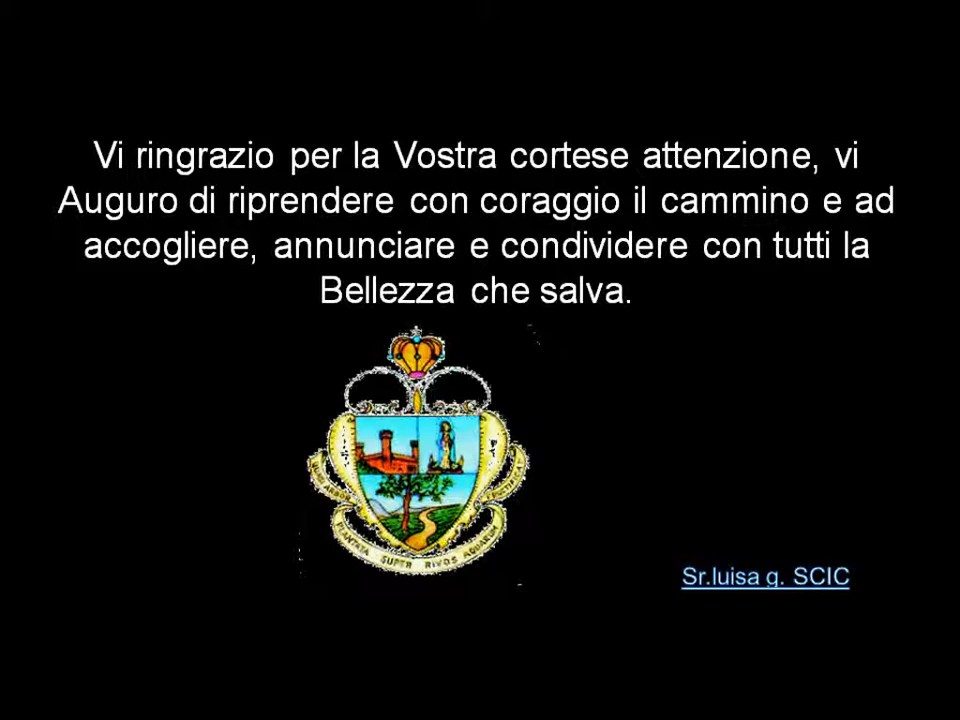 Vi ringrazio per la Vostra cortese attenzione, vi
Auguro di riprendere con coraggio il cammino e ad
accogliere, annunciare e condividere con tutti la
Bellezza che salva.
PLANTATA SUPER RIVOS AQUARUM
Sr.luisa g. SCIC